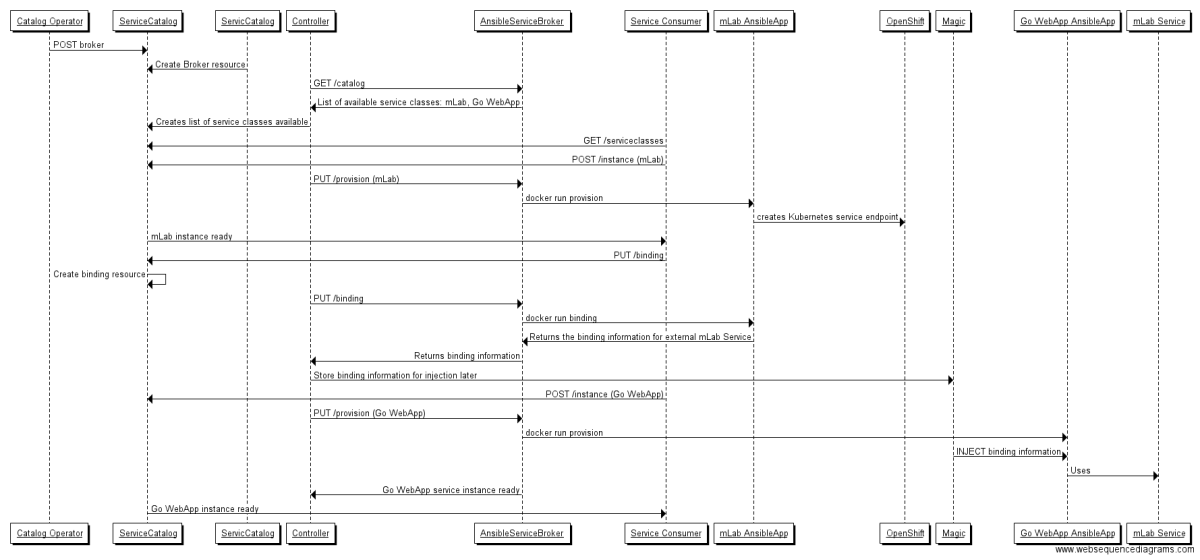 Catalog Operator
ServiceCatalog
ServicCatalog
Controller
AnsibleServiceBroker
Service Consumer
mLab AnsibleApp
OpenShift
Magic
Go WebApp AnsibleApp
mLab Service
POST broker
Create Broker resource
GET /catalog
List of available service classes: mLab, Go WebApp
Creates list of service classes available
GET /serviceclasses
POST /instance (mLab)
PUT /provision (mLab)
docker run provision
creates Kubernetes service endpoint
mLab instance ready
PUT /binding
Create binding resource
PUT /binding
docker run binding
Returns the binding information for external mLab Service
Returns binding information
Store binding information for injection later
POST /instance (Go WebApp)
PUT /provision (Go WebApp)
docker run provision
INJECT binding information
Uses
Go WebApp service instance ready
Go WebApp instance ready
Catalog Operator
ServiceCatalog
ServicCatalog
Controller
AnsibleServiceBroker
Service Consumer
mLab AnsibleApp
OpenShift
Magic
Go WebApp AnsibleApp
mLab Service
www.websequencediagrams.com